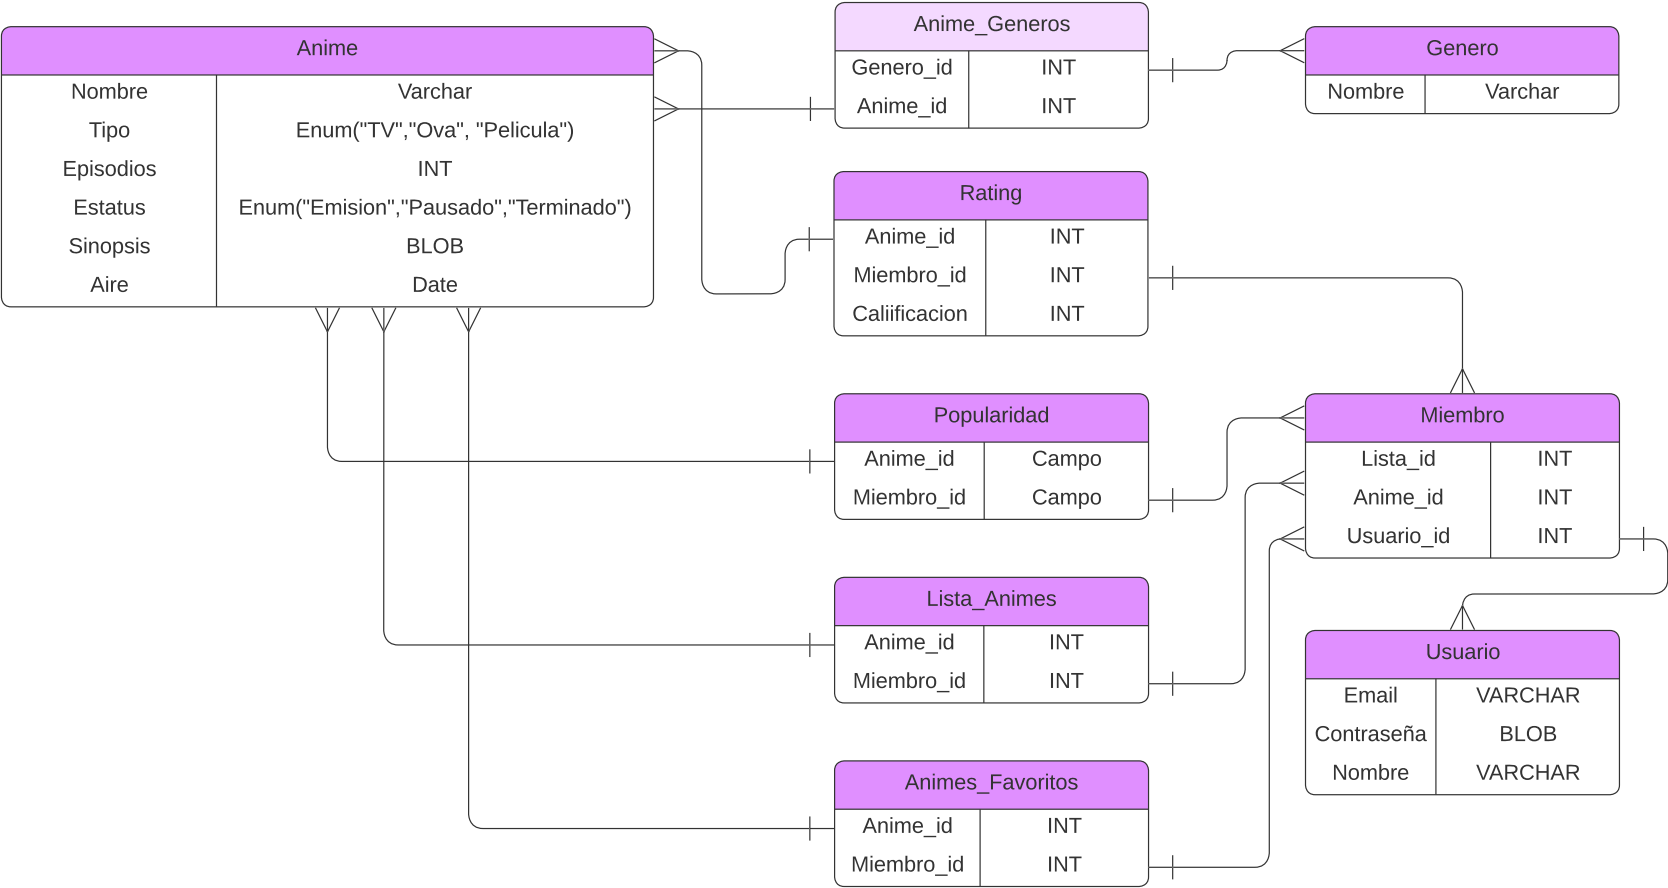 Anime
Nombre Varchar
Tipo Enum("TV","Ova", "Pelicula")
Episodios INT
Estatus Enum("Emision","Pausado","Terminado")
Sinopsis BLOB
Aire Date
Anime_Generos
Genero_id INT
Anime_id INT
Genero
Nombre Varchar
Rating
Anime_id INT
Miembro_id INT
Caliificacion INT
Popularidad
Anime_id Campo
Miembro_id Campo
Miembro
Lista_id INT
Anime_id INT
Usuario_id INT
Lista_Animes
Anime_id INT
Miembro_id INT
Usuario
Email VARCHAR
Contraseña BLOB
Nombre VARCHAR
Animes_Favoritos
Anime_id INT
Miembro_id INT